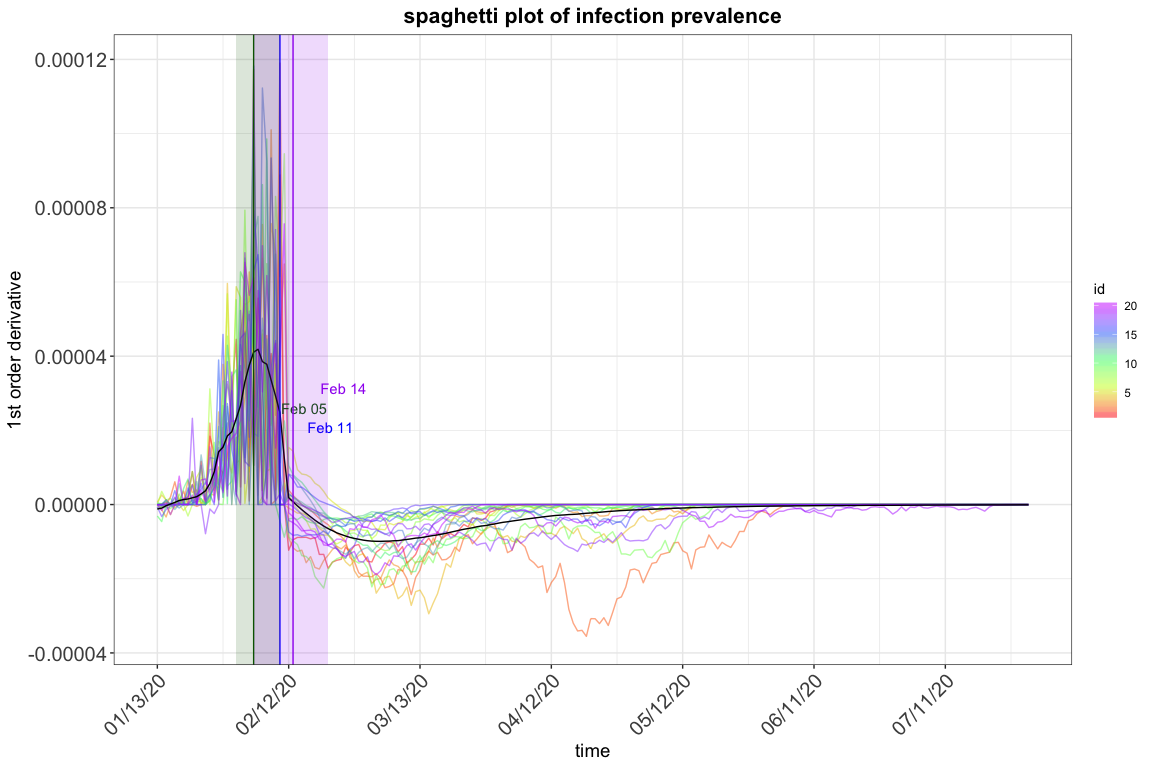 spaghetti plot of infection prevalence
1st order derivative
0.00012
0.00008
0.00004
0.00000
-0.00004
Feb 14
Feb 05
Feb 11
id
20
15
10
5
01/13/20
02/12/20
03/13/20
04/12/20
05/12/20
06/11/20
07/11/20
time